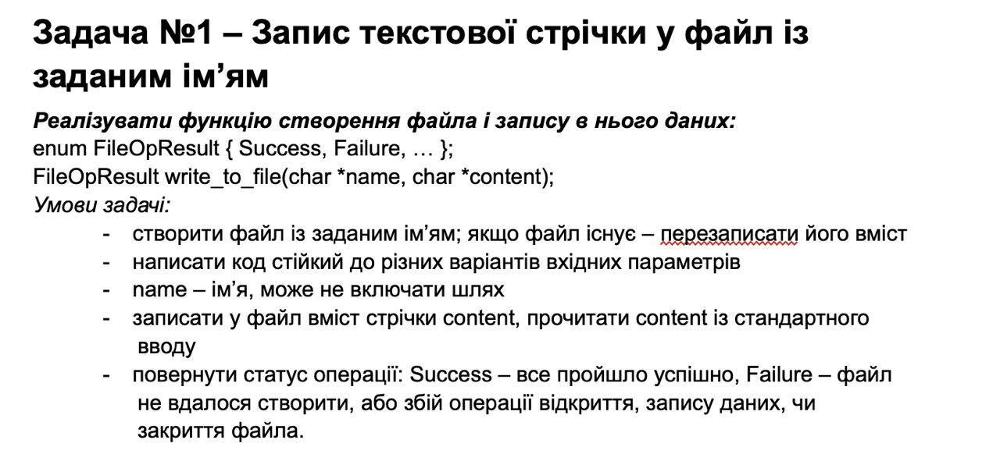 Задача №1 – Запис текстової стрічки у файл із
заданим ім’ям
Реалізувати функцію створення файла і запису в нього даних:
enum FileOpResult { Success, Failure, … };
FileOpResult write_to_file(char *name, char *content);
Умови задачі:
- створити файл із заданим ім’ям; якщо файл існує – перезаписати його вміст
- написати код стійкий до різних варіантів вхідних параметрів
- name – ім’я, може не включати шлях
- записати у файл вміст стрічки content, прочитати content із стандартного
вводу
- повернути статус операції: Success – все пройшло успішно, Failure – файл
не вдалося створити, або збій операції відкриття, запису даних, чи
закриття файла.